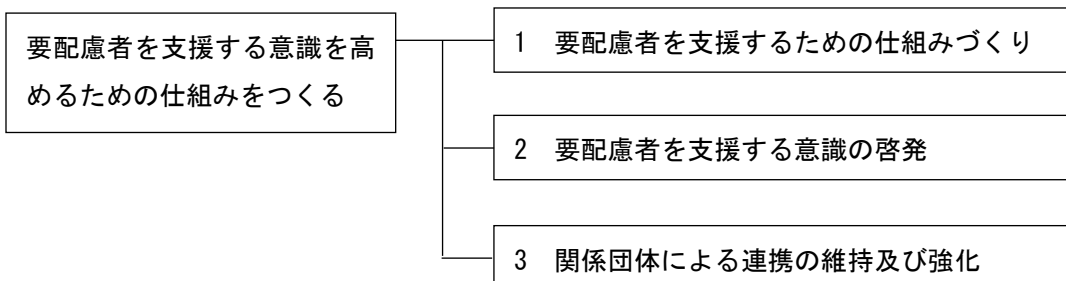 要配慮者を支援する意識を高
めるための仕組みをつくる
1 要配慮者を支援するための仕組みづくり
2 要配慮者を支援する意識の啓発
3 関係団体による連携の維持及び強化